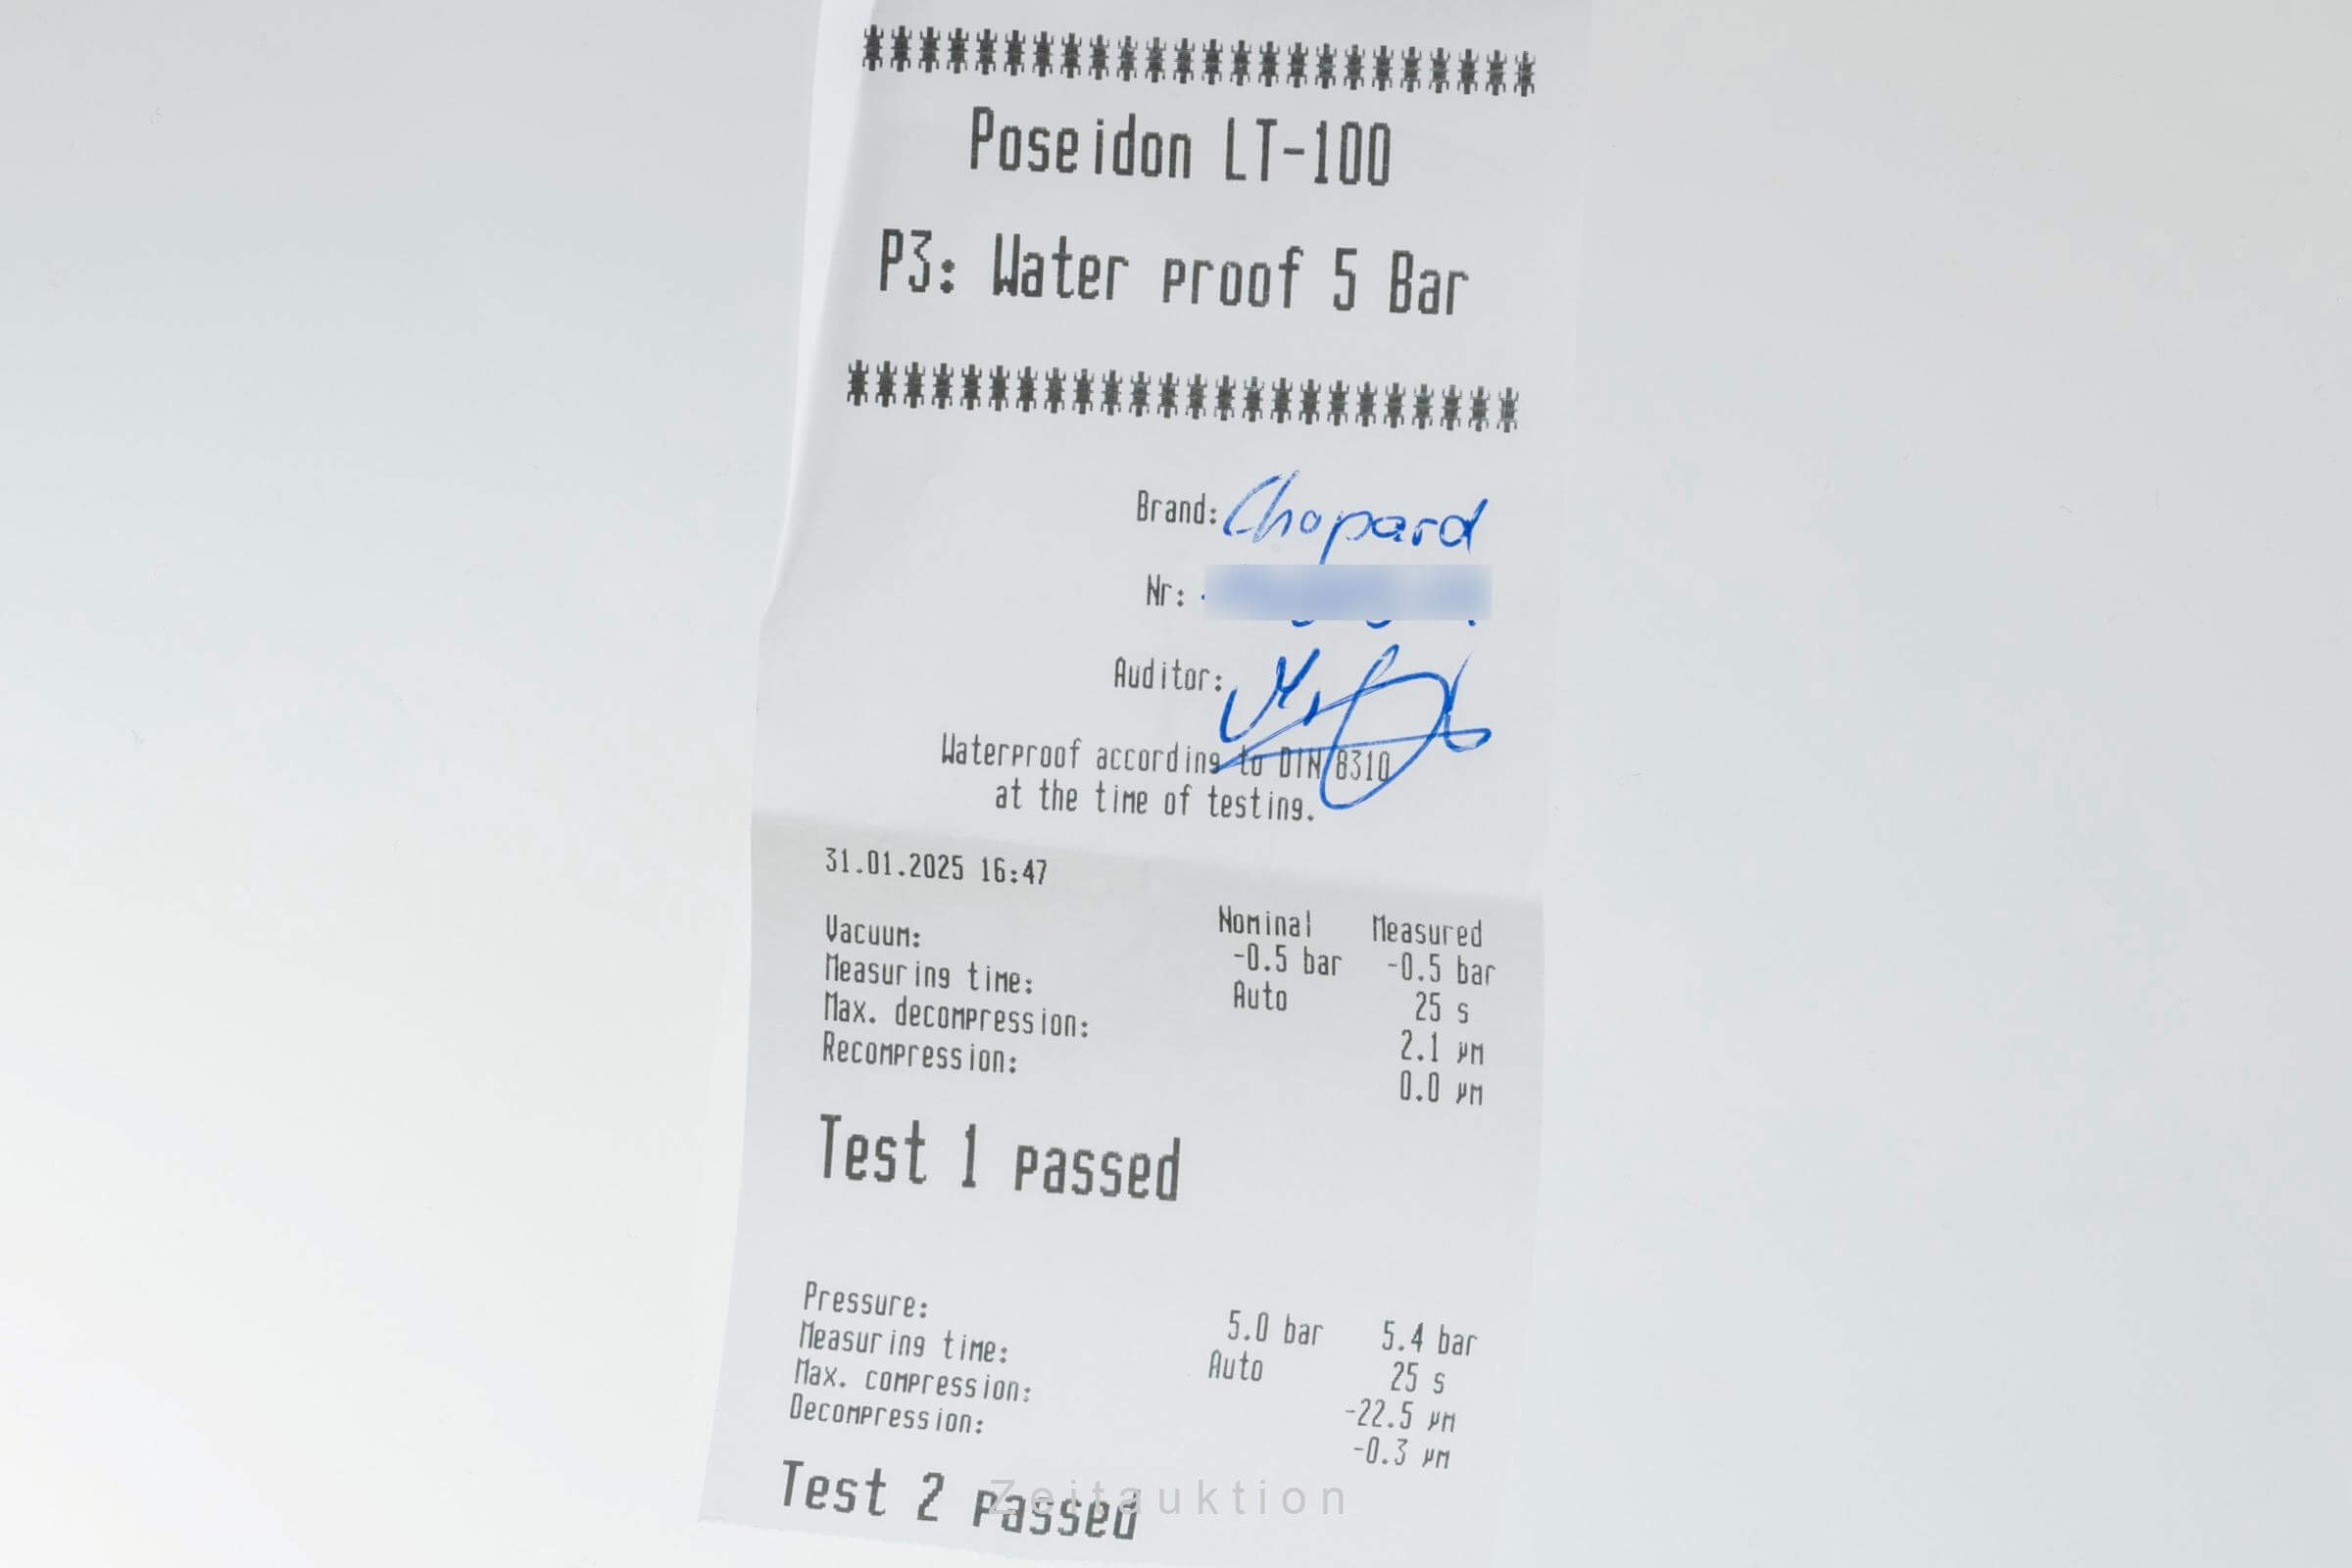 Poseidon LT-100
P3: Water proof 5 Bar
Brand: Chopard
Nr:
Auditor:
Waterproof according to DIN 8310
at the time of testing.
31.01.2025 16:47
Nominal Measured
Vacuum: -0.5 bar -0.5 bar
Measuring time: Auto 25 s
Max. decompression: 2.1 µm
Recompression: 0.0 µm
Test 1 passed
Pressure: 5.0 bar 5.4 bar
Measuring time: Auto 25 s
Max. compression: -22.5 µm
Decompression: -0.3 µm
Test 2 passed
Zeitauktion